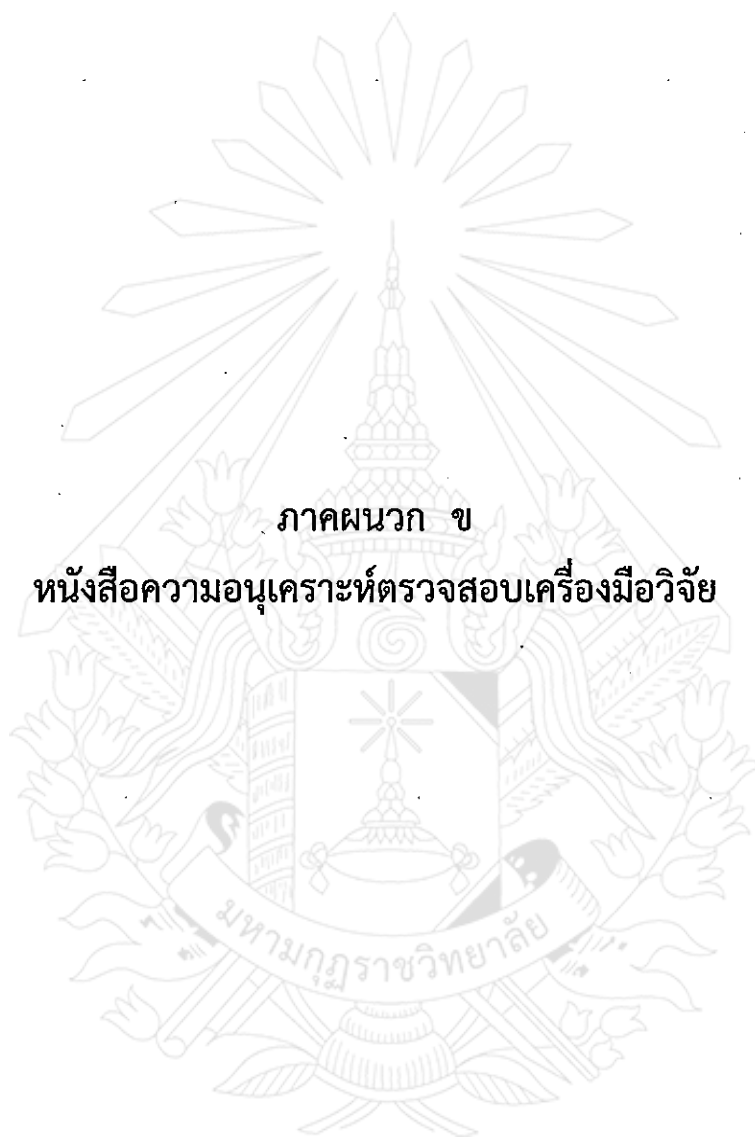 ภาคผนวก ข
หนังสือความอนุเคราะห์ตรวจสอบเครื่องมือวิจัย
มหามกุฏราชวิทยาลัย